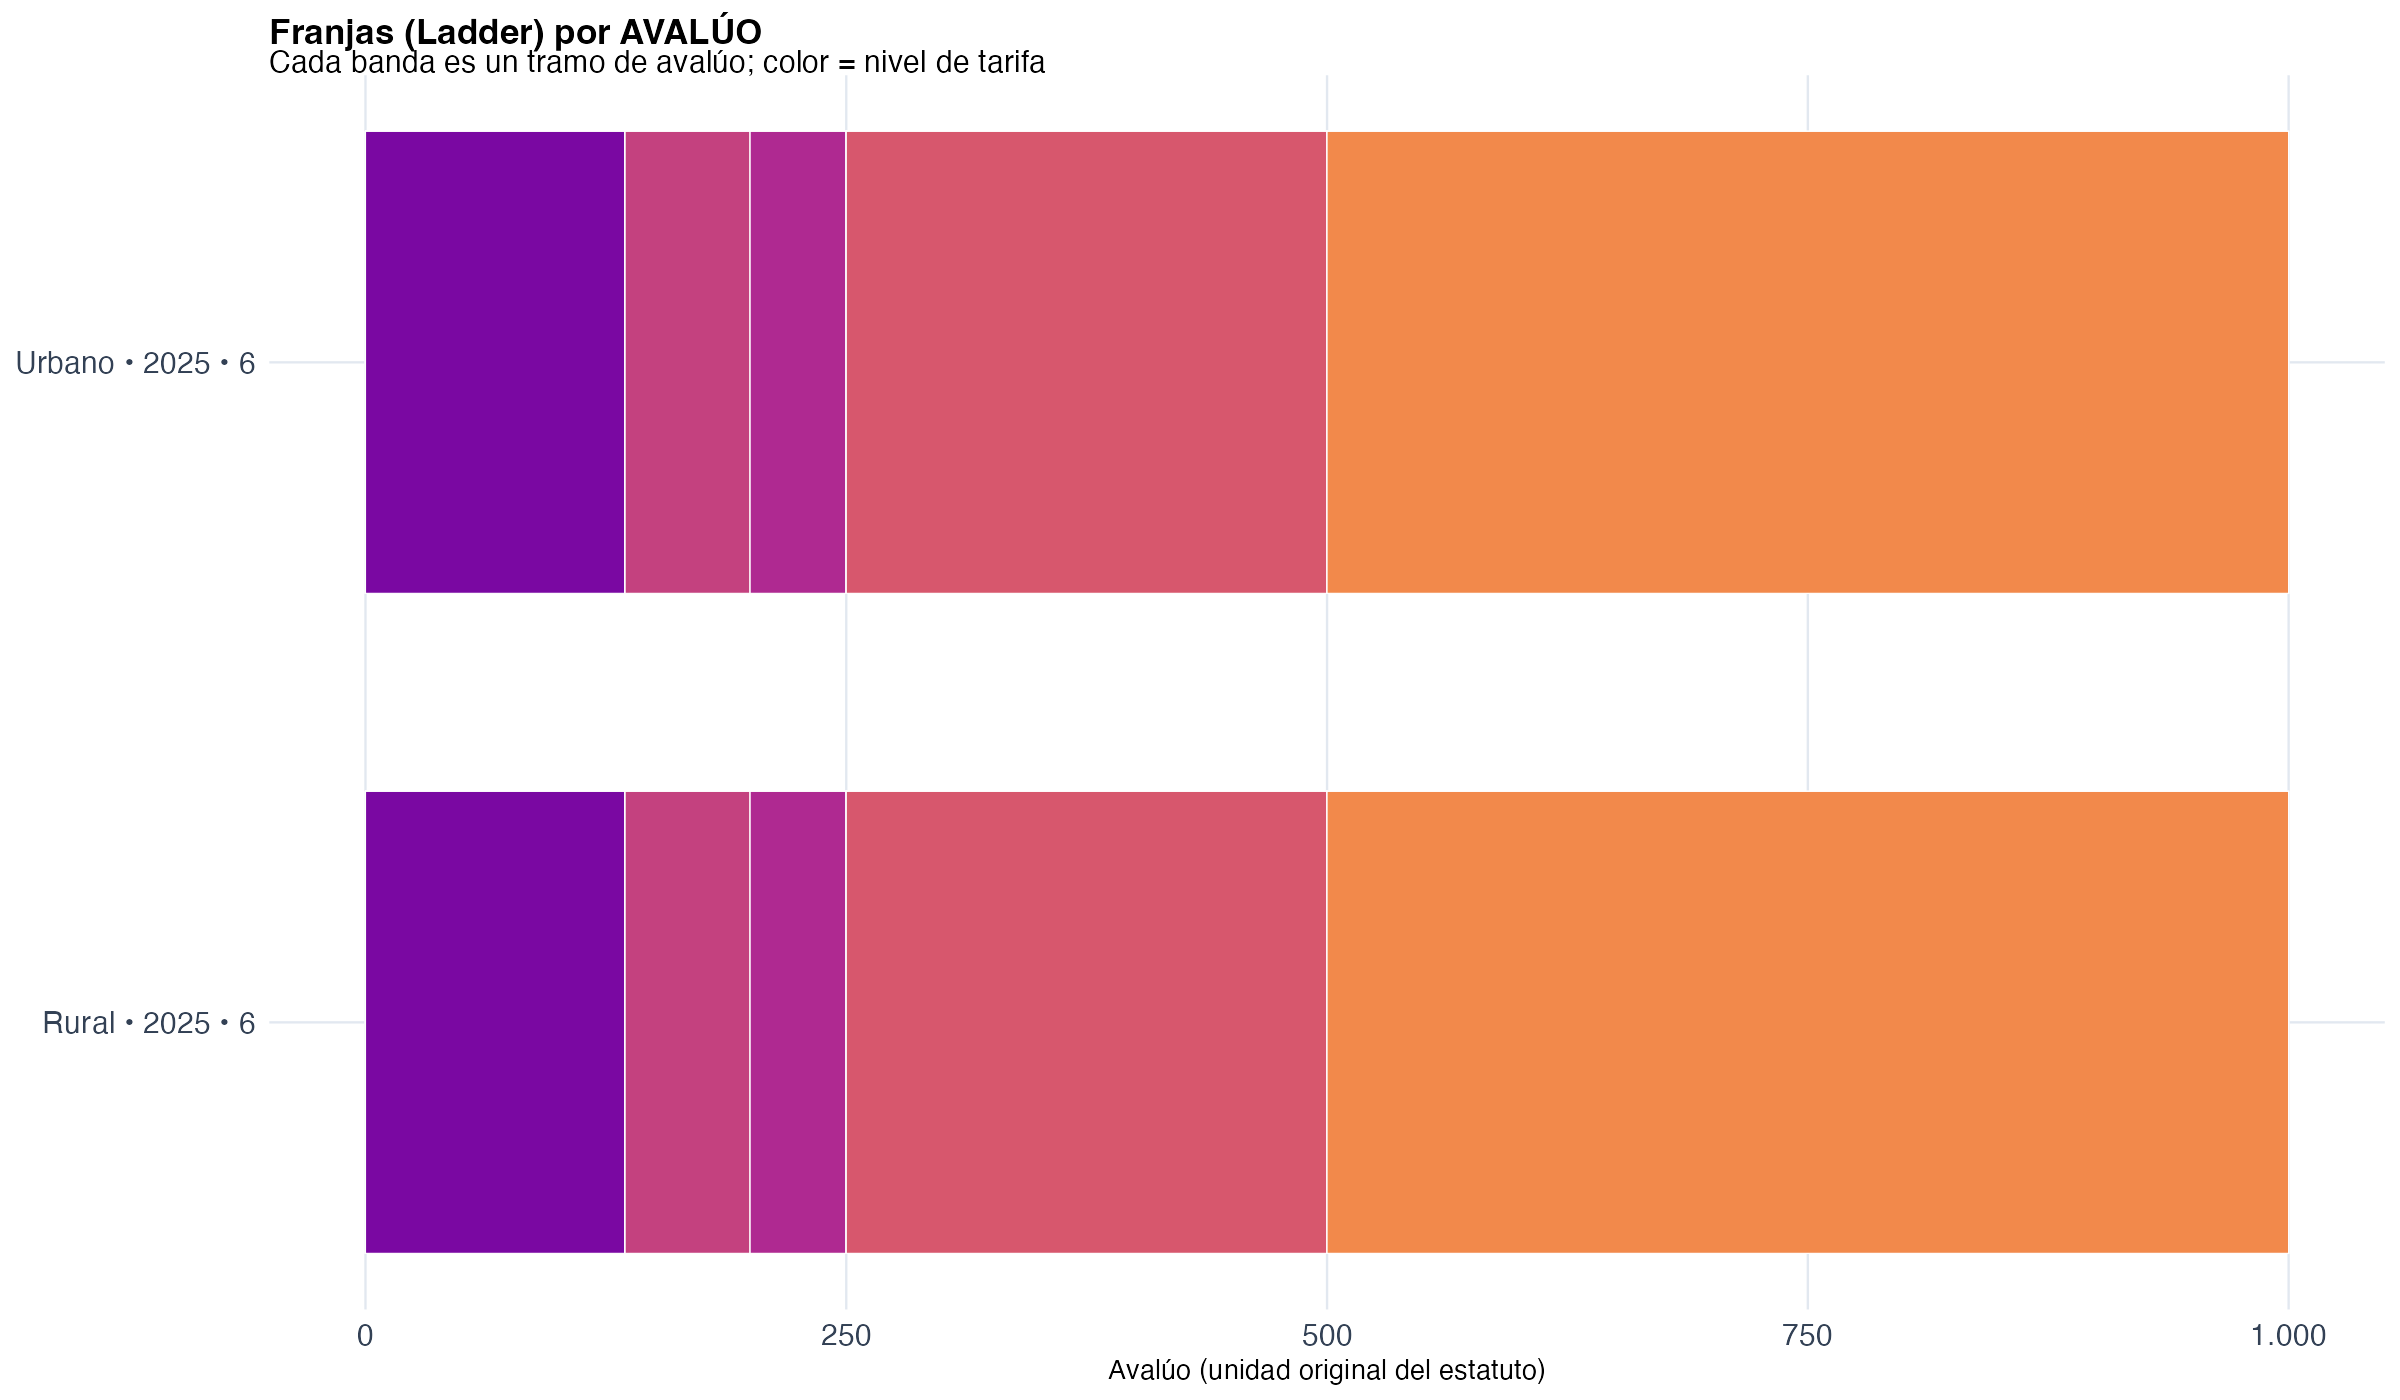 Franjas (Ladder) por AVALÚO
Cada banda es un tramo de avalúo; color = nivel de tarifa
Urbano • 2025 • 6
Rural • 2025 • 6
0 250 500 750 1.000
Avalúo (unidad original del estatuto)